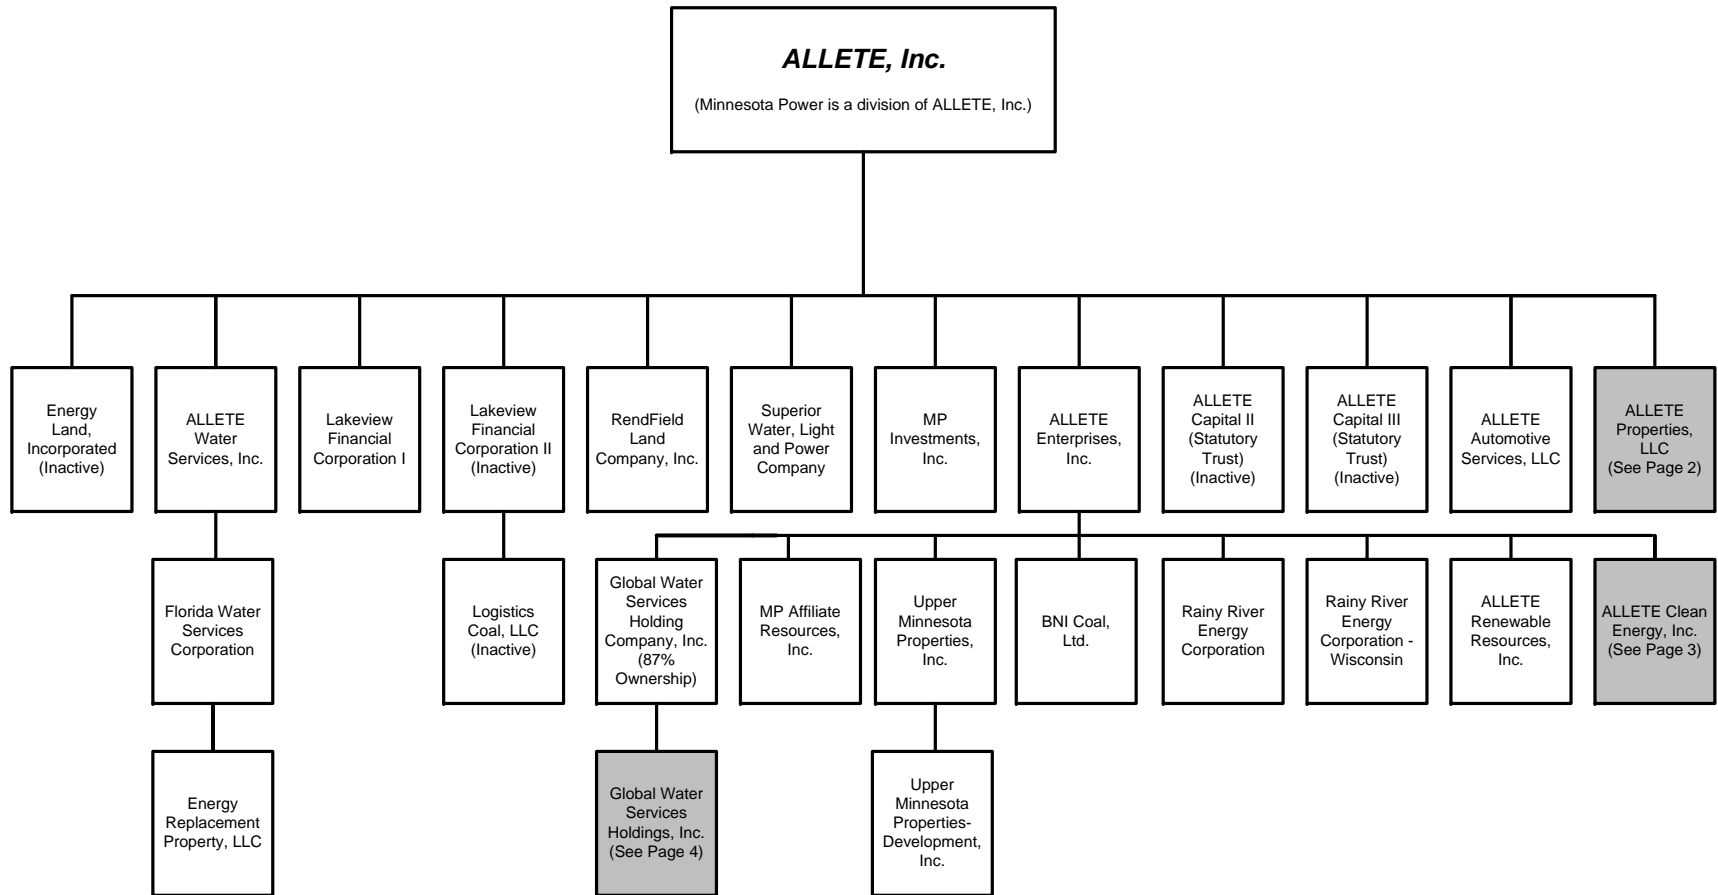 ALLETE, Inc.
(Minnesota Power is a division of ALLETE, Inc.)
Energy
Land,
Incorporated
(Inactive)
ALLETE
Water
Services, Inc.
Lakeview
Financial
Corporation I
Lakeview
Financial
Corporation II
(Inactive)
RendField
Land
Company, Inc.
Superior
Water, Light
and Power
Company
MP
Investments,
Inc.
ALLETE
Enterprises,
Inc.
ALLETE
Capital II
(Statutory
Trust)
(Inactive)
ALLETE
Capital III
(Statutory
Trust)
(Inactive)
ALLETE
Automotive
Services, LLC
ALLETE
Properties,
LLC
(See Page 2)
Florida Water
Services
Corporation
Logistics
Coal, LLC
(Inactive)
Global Water
Services
Holding
Company, Inc.
(87%
Ownership)
MP Affiliate
Resources,
Inc.
Upper
Minnesota
Properties,
Inc.
BNI Coal,
Ltd.
Rainy River
Energy
Corporation
Rainy River
Energy
Corporation -
Wisconsin
ALLETE
Renewable
Resources,
Inc.
ALLETE Clean
Energy, Inc.
(See Page 3)
Energy
Replacement
Property, LLC
Global Water
Services
Holdings, Inc.
(See Page 4)
Upper
Minnesota
Properties-
Development,
Inc.